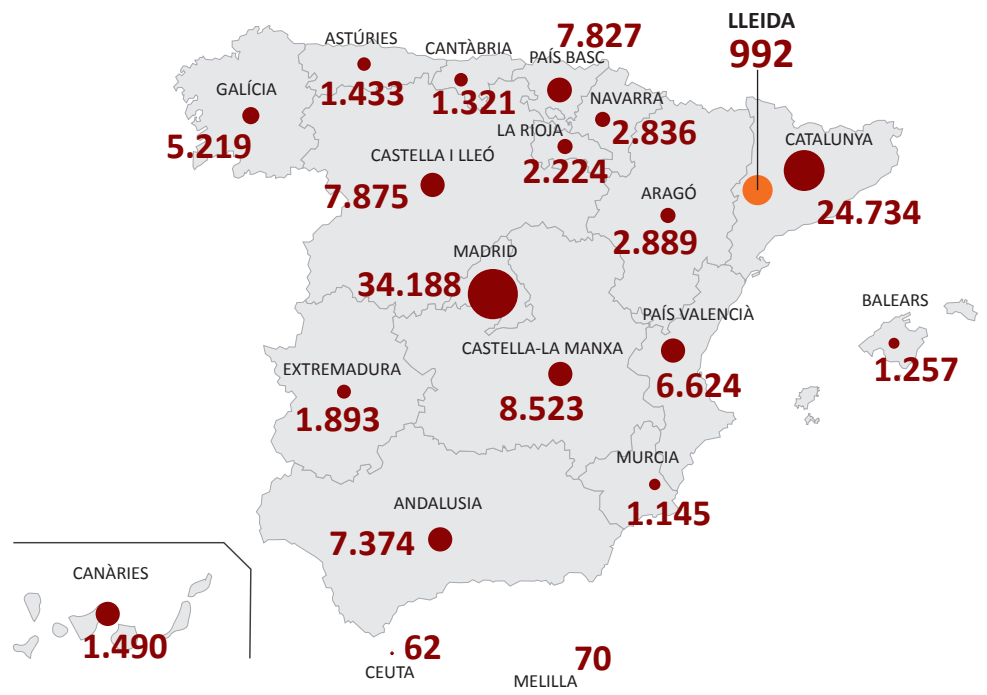 LLEIDA
992
7.827
PAÍS BASC
ASTÚRIES
1.433
CANTÀBRIA
1.321
GALÍCIA
5.219
NAVARRA
2.836
LA RIOJA
2.224
CASTELLA I LLEÓ
7.875
CATALUNYA
24.734
ARAGÓ
2.889
MADRID
34.188
BALEARS
1.257
PAÍS VALENCIÀ
6.624
CASTELLA-LA MANXA
8.523
EXTREMADURA
1.893
MURCIA
1.145
ANDALUSIA
7.374
CANÀRIES
1.490
62
CEUTA
70
MELILLA